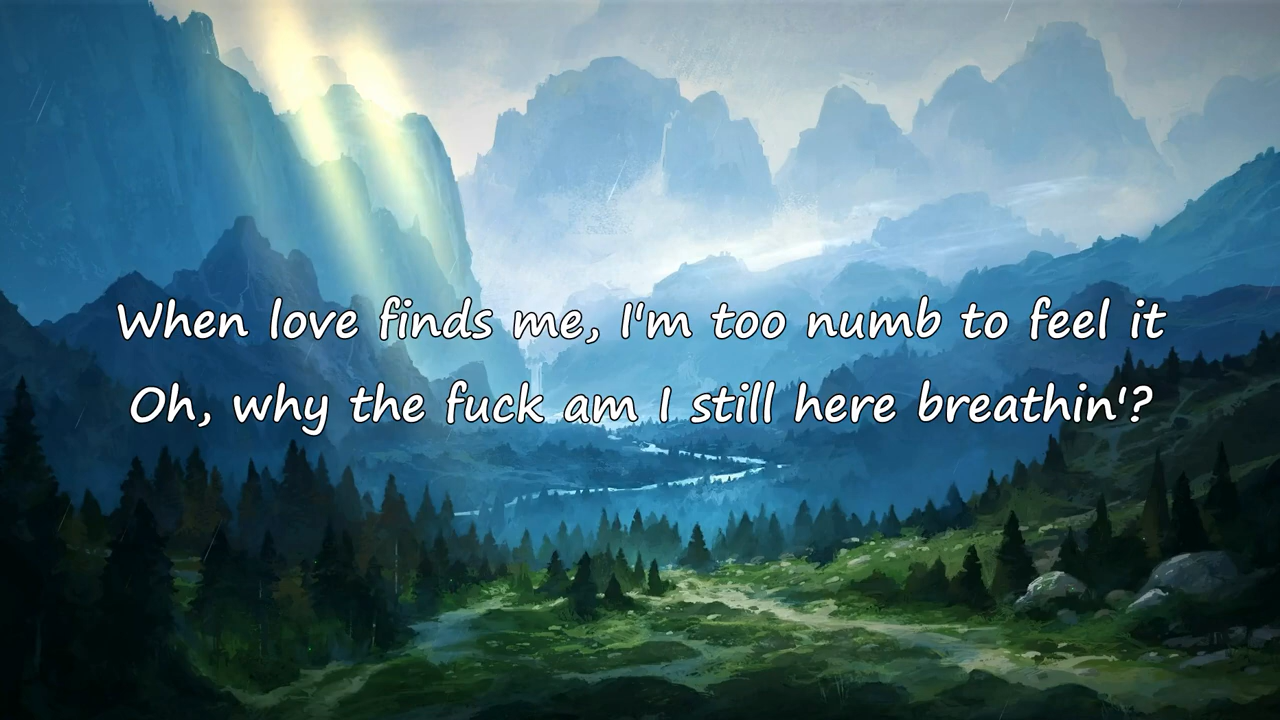 When love finds me, I'm too numb to feel it
Oh, why the fuck am I still here breathin'?